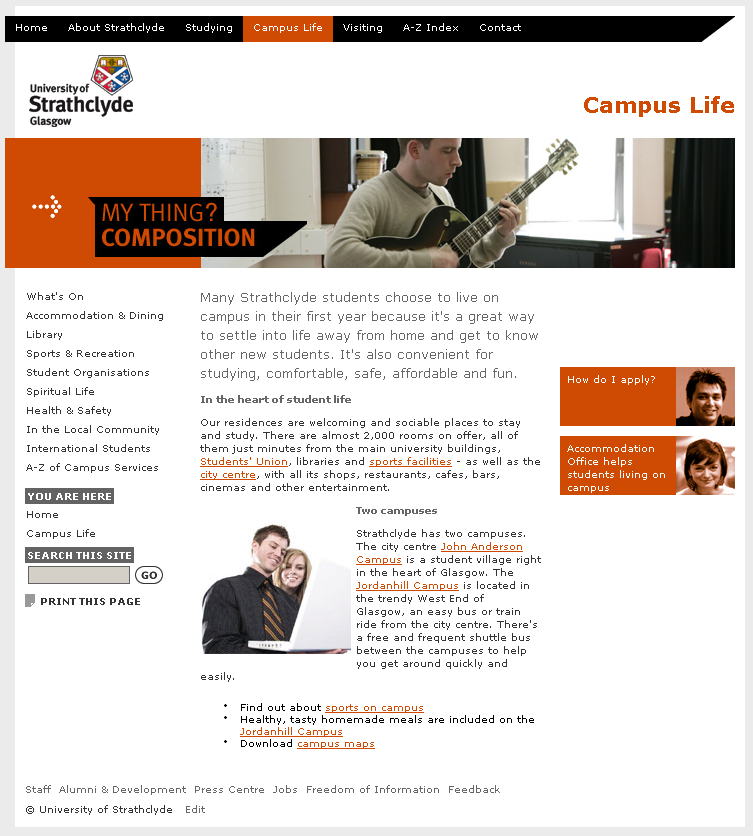 Home About Strathclyde Studying Campus Life Visiting A-Z Index Contact
University of
Strathclyde
Glasgow
Campus Life
MY THING?
COMPOSITION
What's On
Accommodation & Dining
Library
Sports & Recreation
Student Organisations
Spiritual Life
Health & Safety
In the Local Community
International Students
A-Z of Campus Services
YOU ARE HERE
Home
Campus Life
SEARCH THIS SITE
GO
PRINT THIS PAGE
Many Strathclyde students choose to live on
campus in their first year because it's a great way
to settle into life away from home and get to know
other new students. It's also convenient for
studying, comfortable, safe, affordable and fun.
In the heart of student life
Our residences are welcoming and sociable places to stay
and study. There are almost 2,000 rooms on offer, all of
them just minutes from the main university buildings,
Students' Union, libraries and sports facilities - as well as the
city centre, with all its shops, restaurants, cafes, bars,
cinemas and other entertainment.
Two campuses
Strathclyde has two campuses.
The city centre John Anderson
Campus is a student village right
in the heart of Glasgow. The
Jordanhill Campus is located in
the trendy West End of
Glasgow, an easy bus or train
ride from the city centre. There's
a free and frequent shuttle bus
between the campuses to help
you get around quickly and
easily.
• Find out about sports on campus
• Healthy, tasty homemade meals are included on the
Jordanhill Campus
• Download campus maps
How do I apply?
Accommodation
Office helps
students living on
campus
Staff Alumni & Development Press Centre Jobs Freedom of Information Feedback
© University of Strathclyde Edit